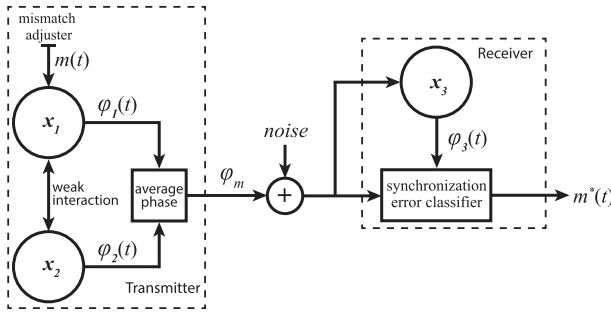 mismatch
adjuster
m(t)
x1
φ1(t)
weak
interaction
average
phase
x2
φ2(t)
Transmitter
φm
noise
+
Receiver
x3
φ3(t)
synchronization
error classifier
m*(t)